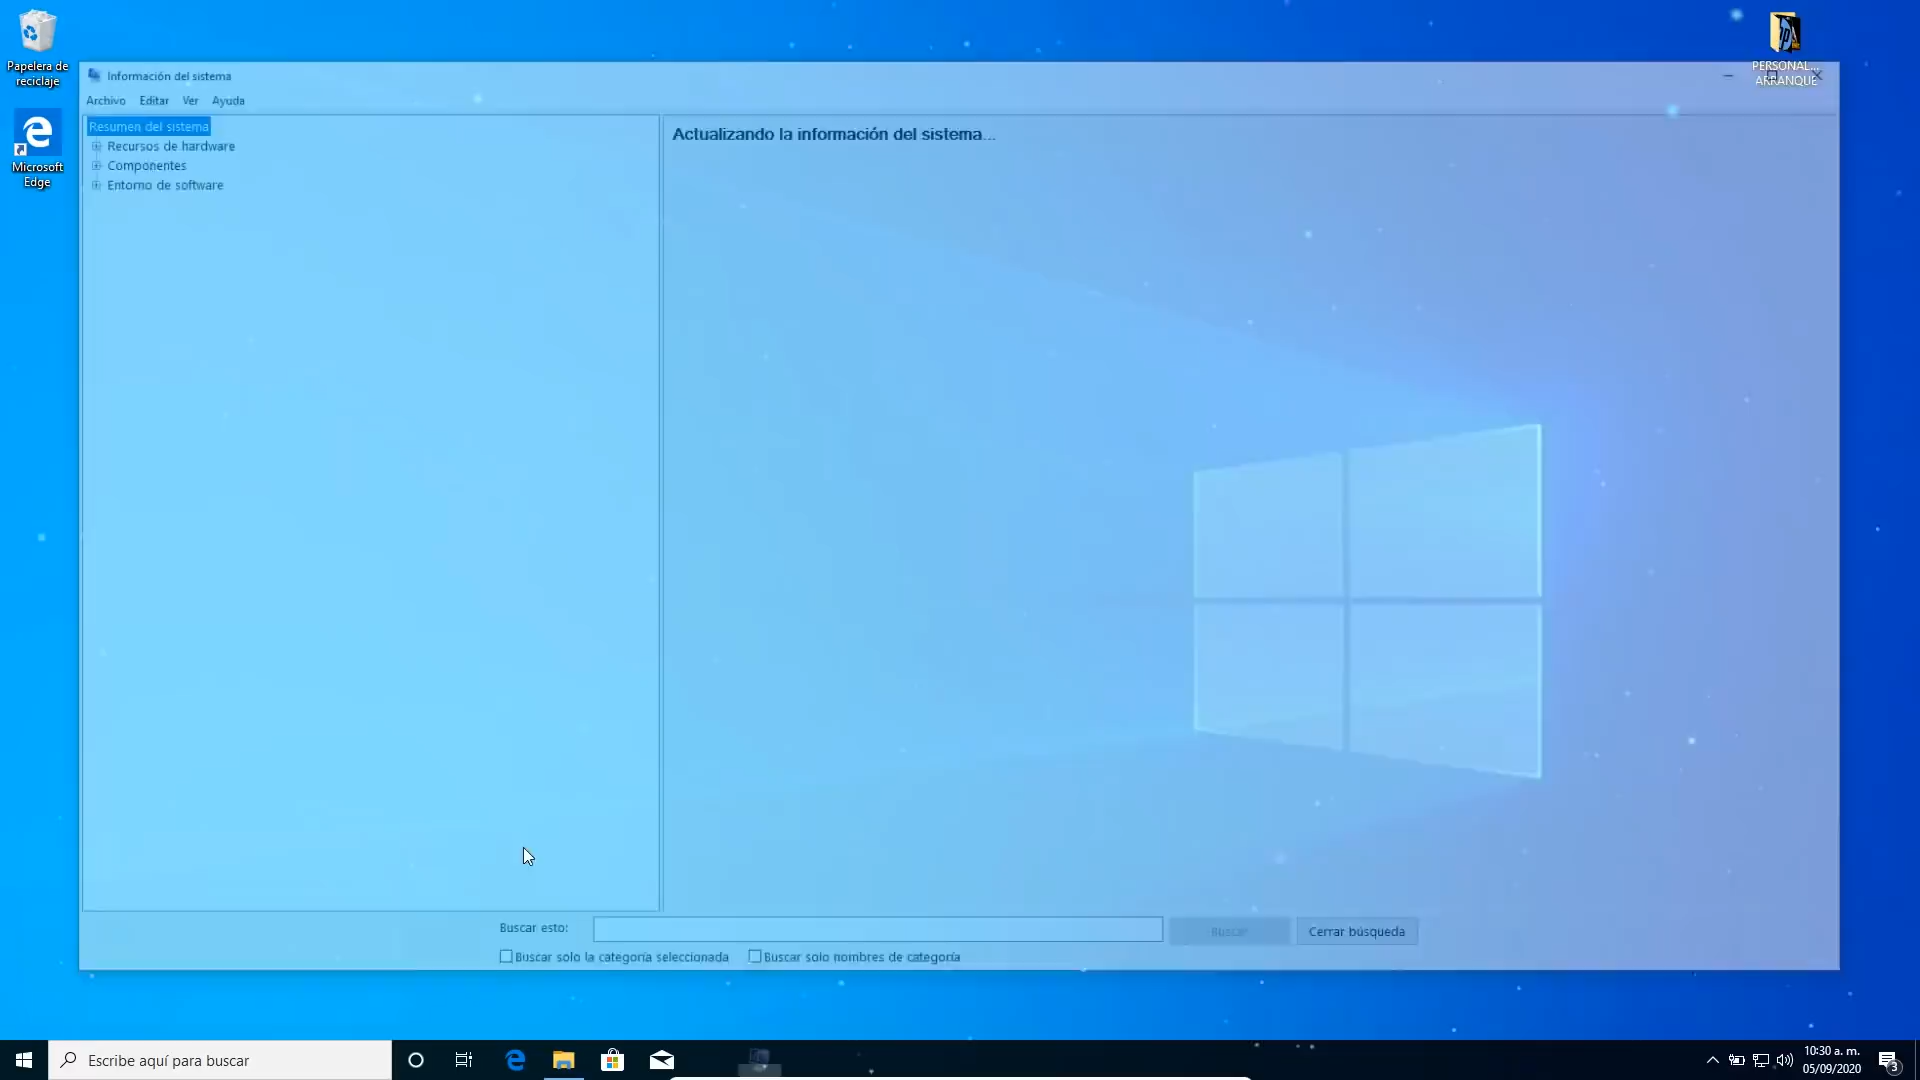 Papelera de
reciclaje
Microsoft
Edge
PERSONAL...
ARRANQUE
Información del sistema
Archivo Editar Ver Ayuda
Resumen del sistema
Recursos de hardware
Componentes
Entorno de software
Actualizando la información del sistema...
Buscar esto:
Buscar
Cerrar búsqueda
Buscar solo la categoría seleccionada
Buscar solo nombres de categoría
Escribe aquí para buscar
10:30 a. m.
05/09/2020
3